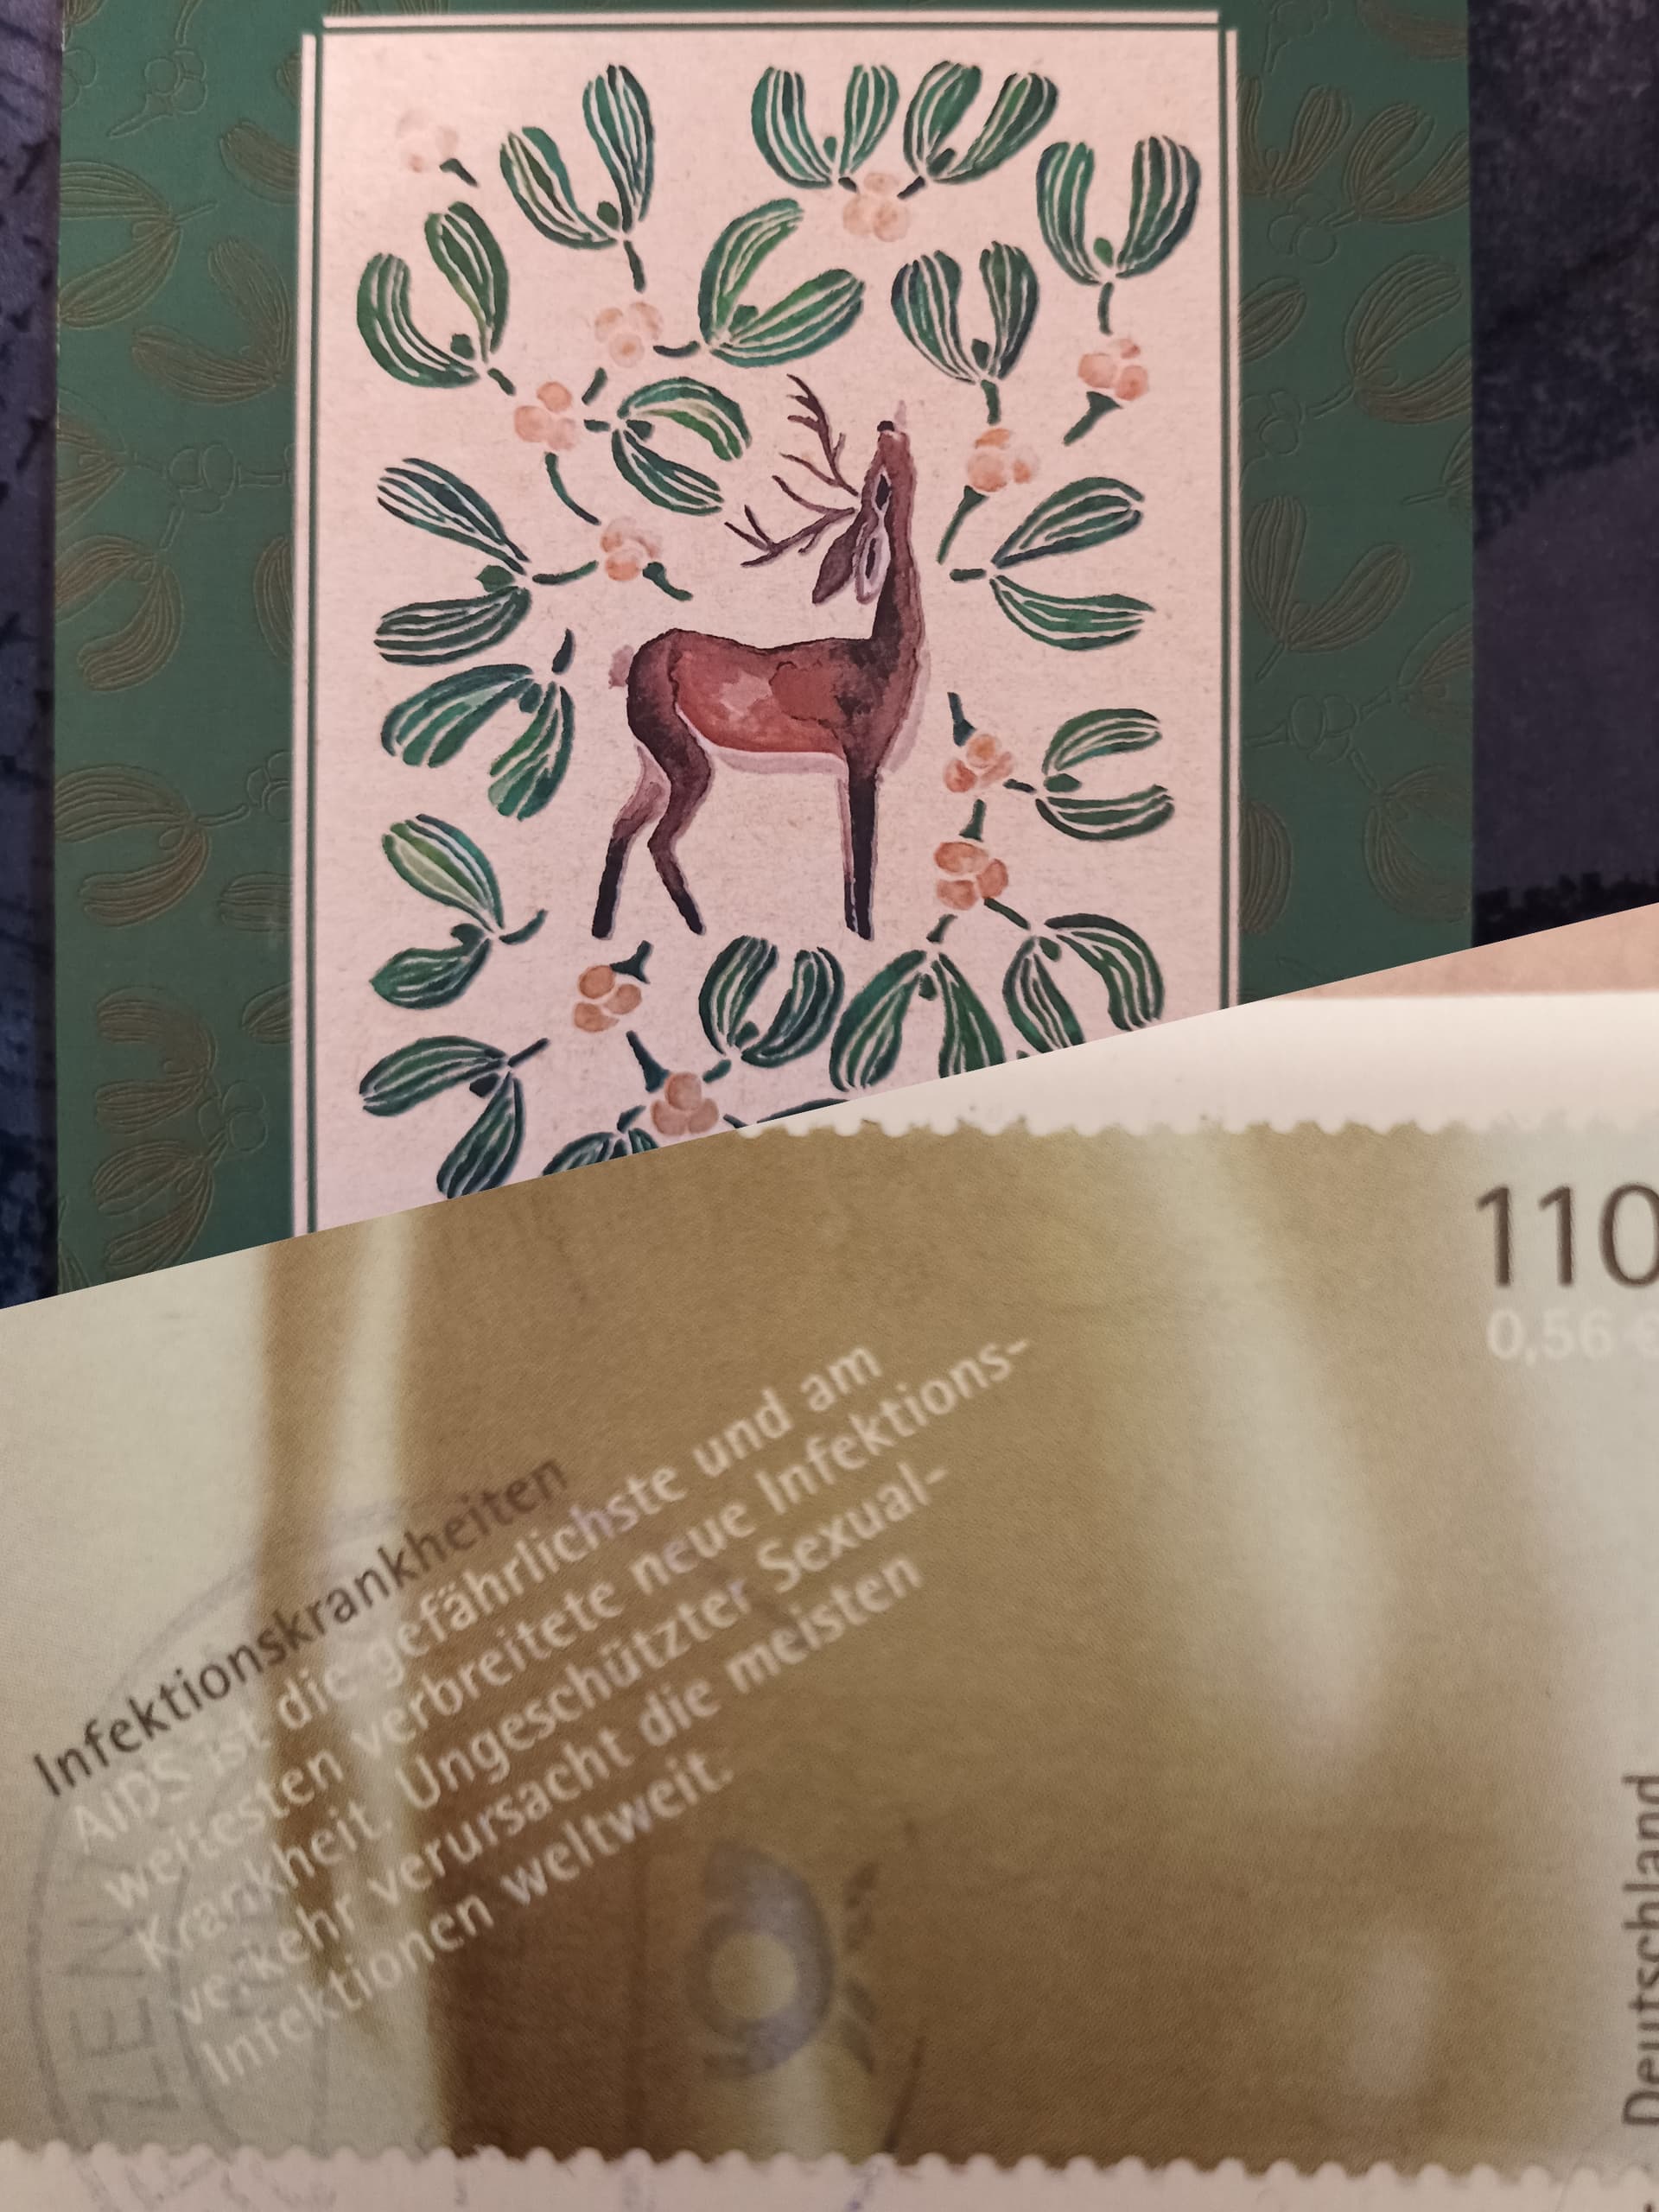 110
0,56 €
Infektionskrankheiten
AIDS ist die gefährlichste und am
weitesten verbreitete neue Infektions-
Krankheit. Ungeschützter Sexual-
verkehr verursacht die meisten
Infektionen weltweit.
Deutschland